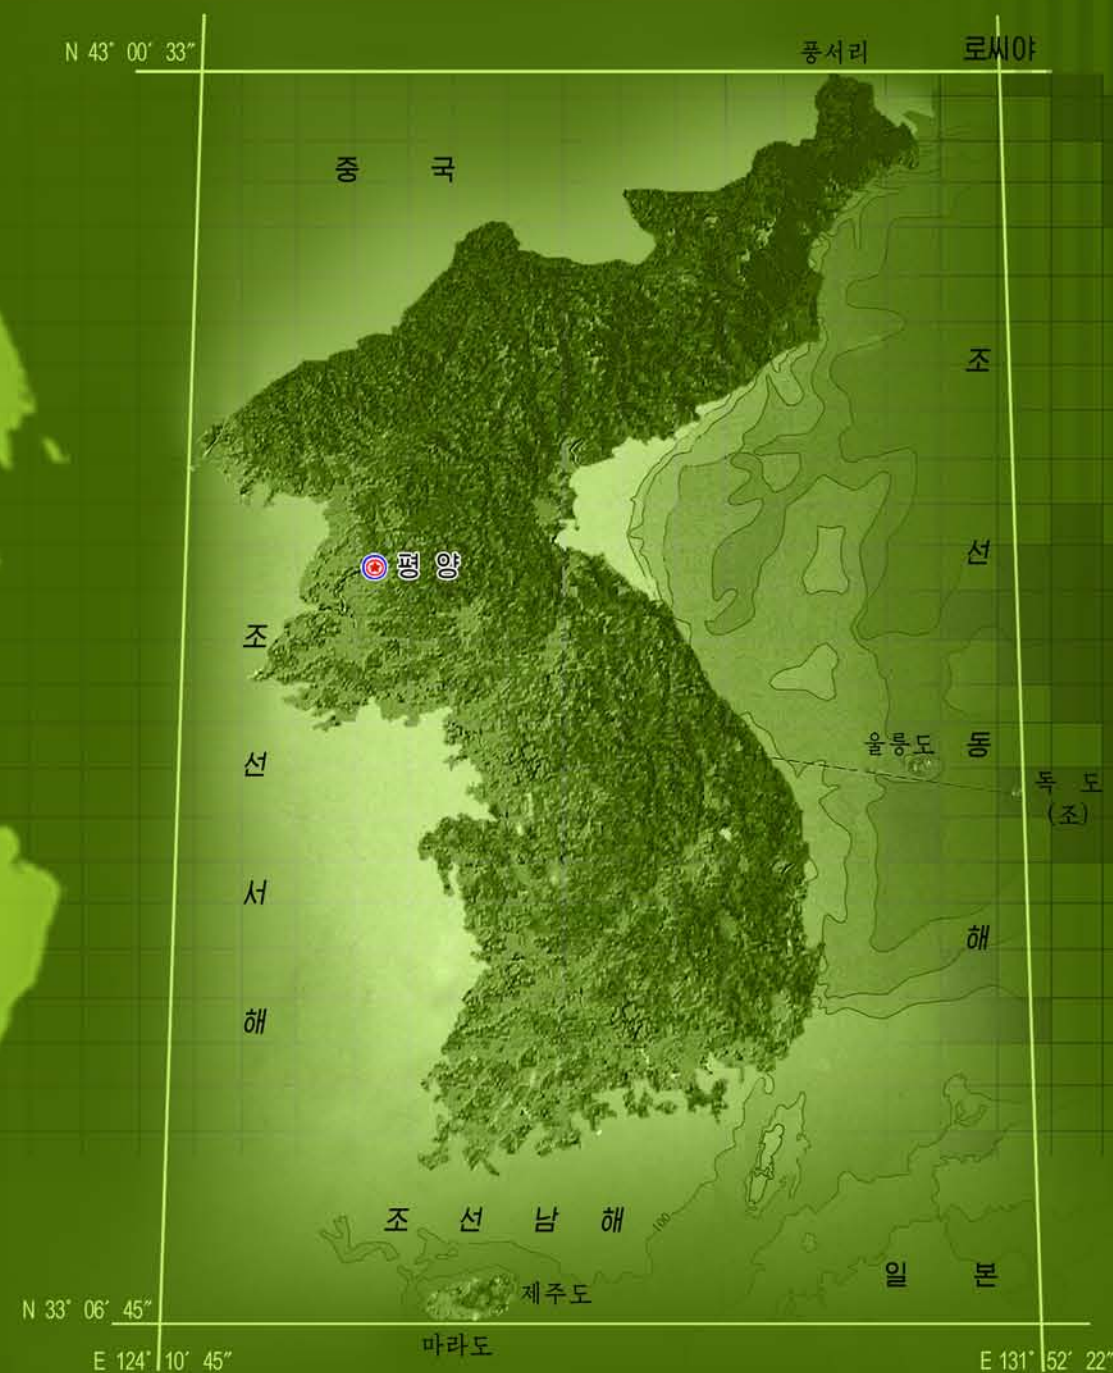 N 43° 00′ 33″
풍서리
로씨야
중 국
조 선 동 해
평 양
조 선 서 해
울릉도
독 도
(조)
조 선 남 해
100
일 본
제주도
N 33° 06′ 45″
마라도
E 124° 10′ 45″
E 131° 52′ 22″